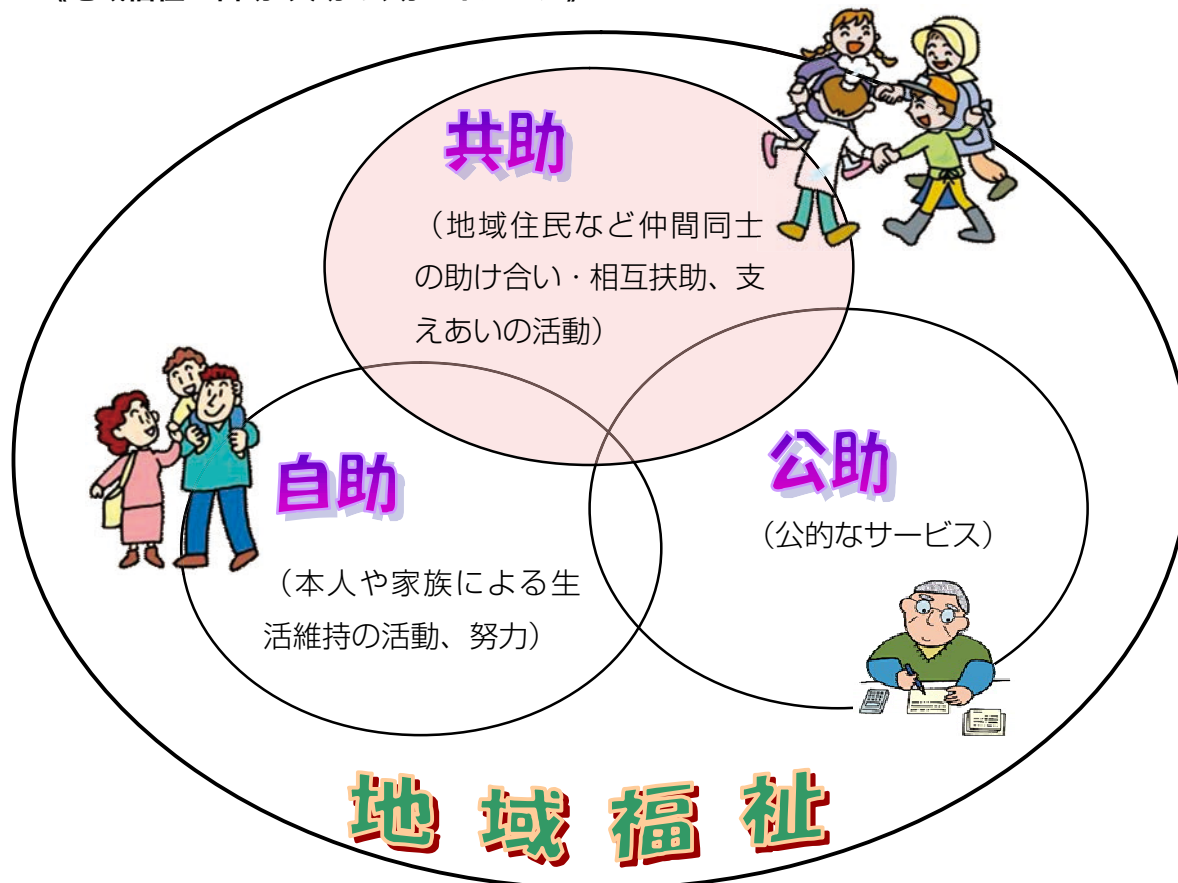 共助
（地域住民など仲間同士
の助け合い・相互扶助、支
えあいの活動）
自助
（本人や家族による生
活維持の活動、努力）
公助
（公的なサービス）
地域福祉